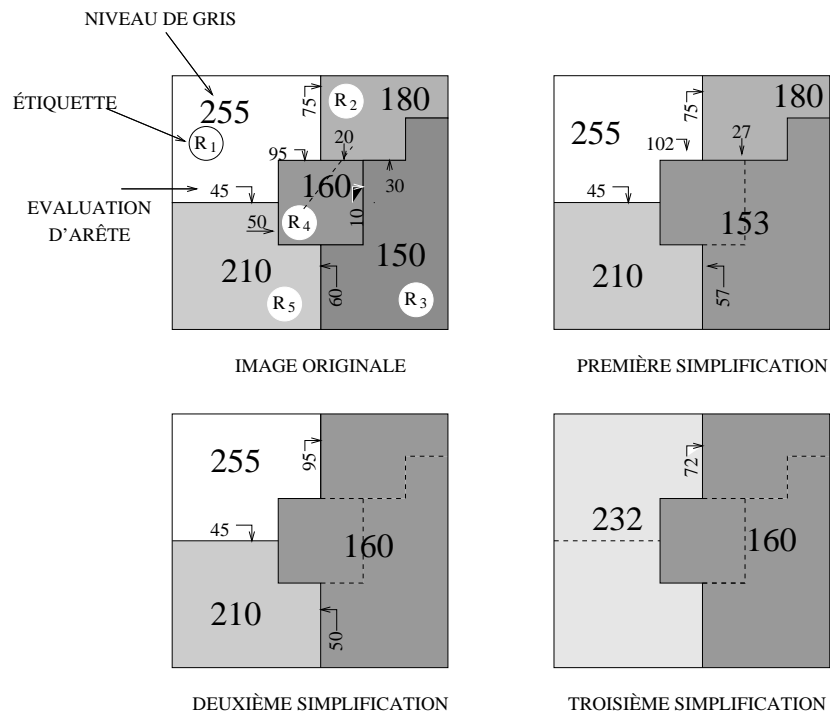 NIVEAU DE GRIS
ÉTIQUETTE
EVALUATION
D'ARÊTE
255
R1
75
R2
180
20
95
160
30
45
50
R4
10
210
150
R5
60
R3
IMAGE ORIGINALE
75
180
255
102
27
45
153
210
57
PREMIÈRE SIMPLIFICATION
255
95
45
160
210
50
DEUXIÈME SIMPLIFICATION
72
232
160
TROISIÈME SIMPLIFICATION